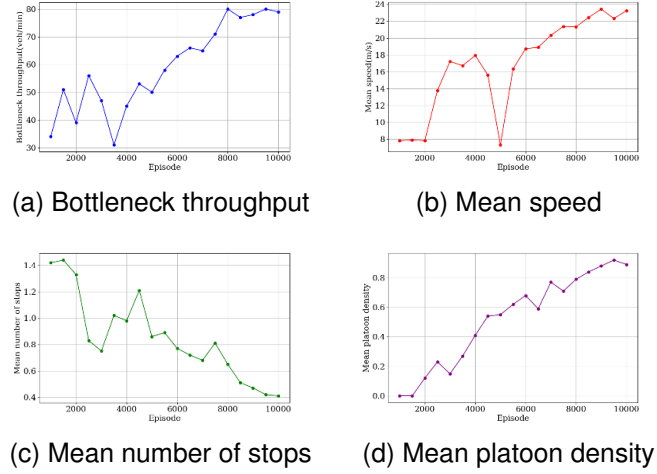 80
70
60
50
40
30
Bottleneck throughput(veh/min)
2000 4000 6000 8000 10000
Episode
(a) Bottleneck throughput
24
22
20
18
16
14
12
10
8
Mean speed(m/s)
2000 4000 6000 8000 10000
Episode
(b) Mean speed
1.4
1.2
1.0
0.8
0.6
0.4
Mean number of stops
2000 4000 6000 8000 10000
Episode
(c) Mean number of stops
0.8
0.6
0.4
0.2
0.0
Mean platoon density
2000 4000 6000 8000 10000
Episode
(d) Mean platoon density